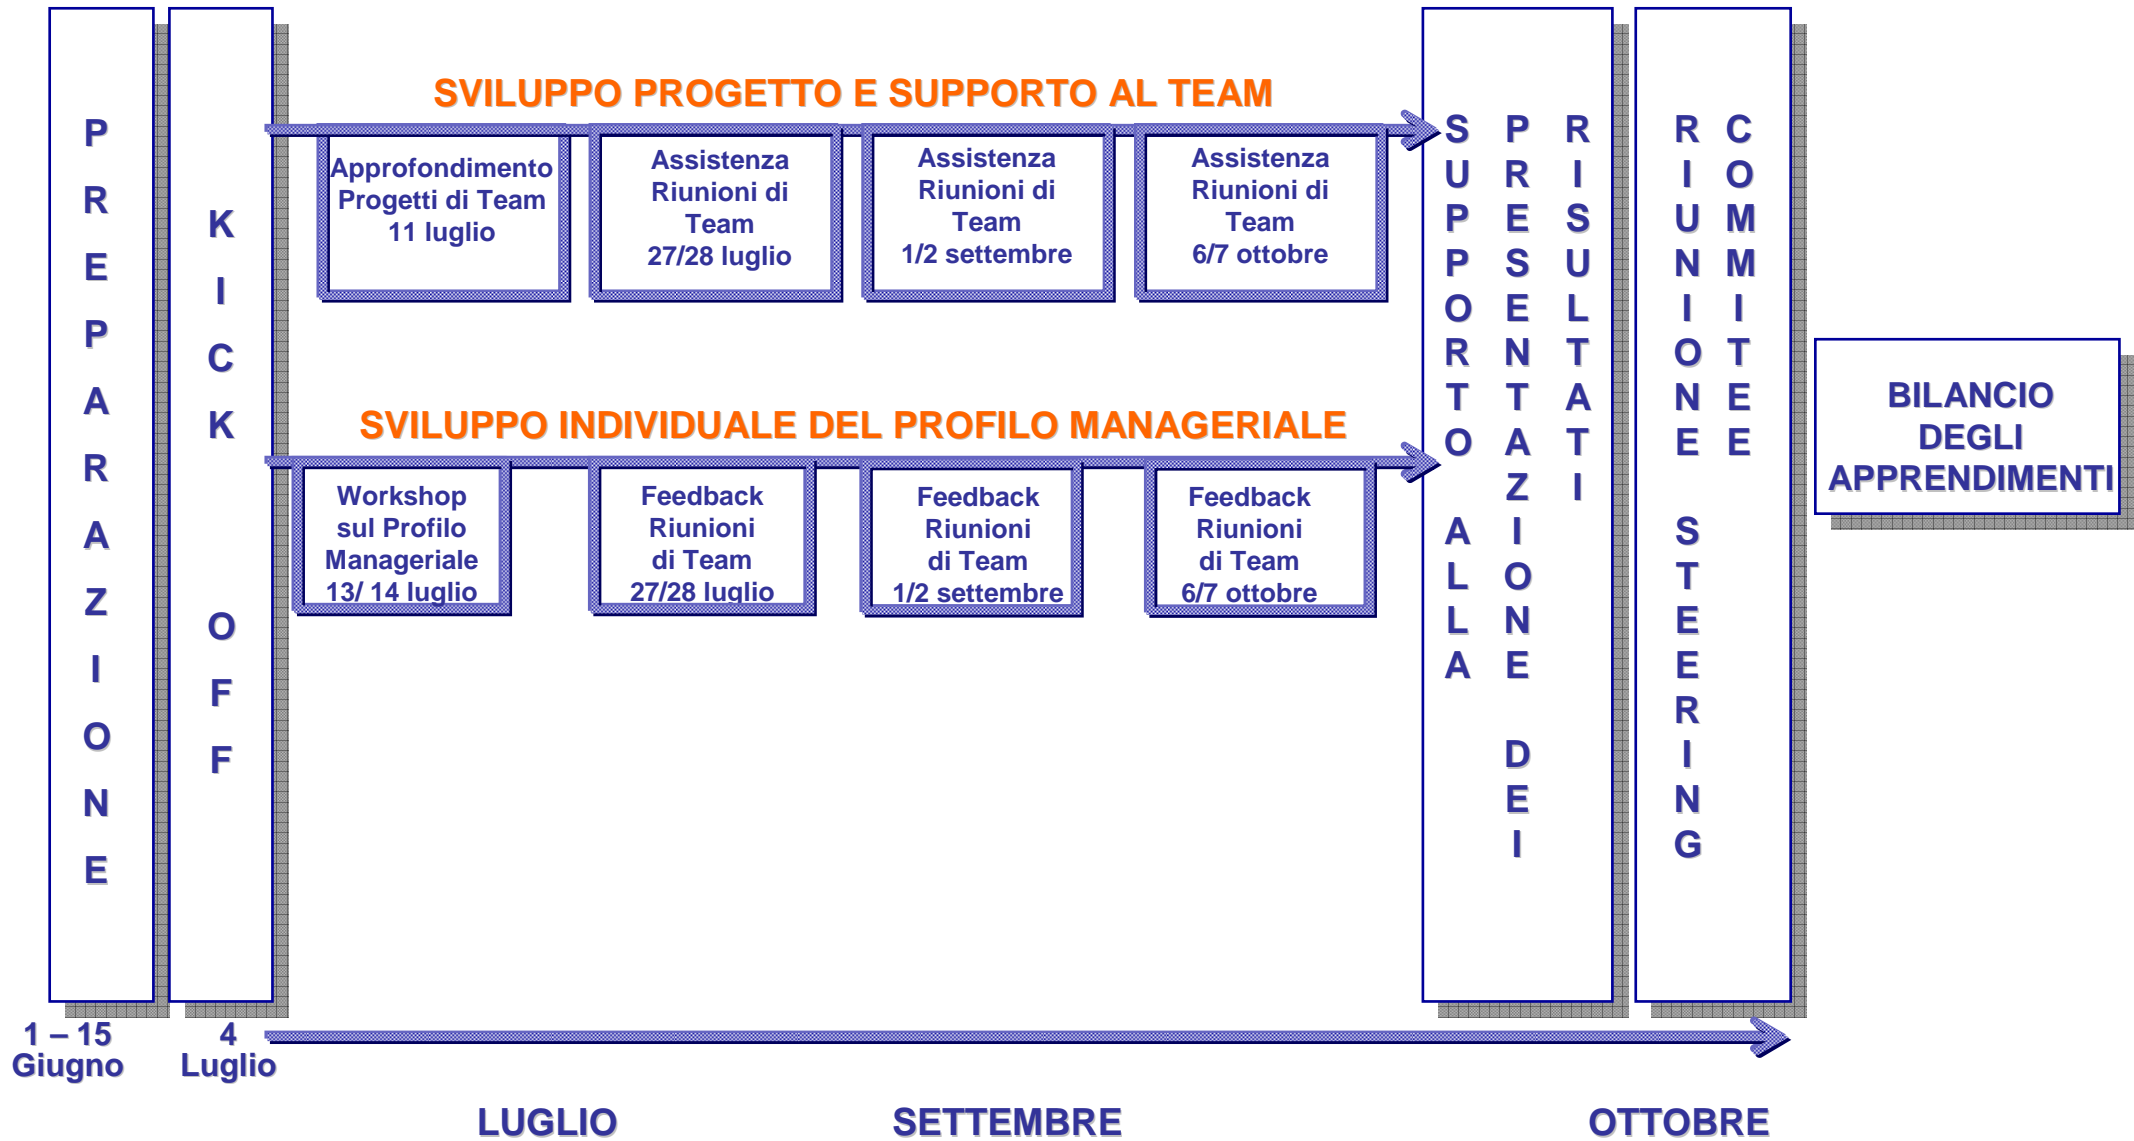 PREPARAZIONE
KICK OFF
SVILUPPO PROGETTO E SUPPORTO AL TEAM
Approfondimento
Progetti di Team
11 luglio
Assistenza
Riunioni di
Team
27/28 luglio
Assistenza
Riunioni di
Team
1/2 settembre
Assistenza
Riunioni di
Team
6/7 ottobre
SVILUPPO INDIVIDUALE DEL PROFILO MANAGERIALE
Workshop
sul Profilo
Manageriale
13/ 14 luglio
Feedback
Riunioni
di Team
27/28 luglio
Feedback
Riunioni
di Team
1/2 settembre
Feedback
Riunioni
di Team
6/7 ottobre
SUPPORTO ALLA
PRESENTAZIONE DEI
RISULTATI
RIUNIONE STEERING
COMMITEE
BILANCIO
DEGLI
APPRENDIMENTI
1 – 15
Giugno
4
Luglio
LUGLIO
SETTEMBRE
OTTOBRE